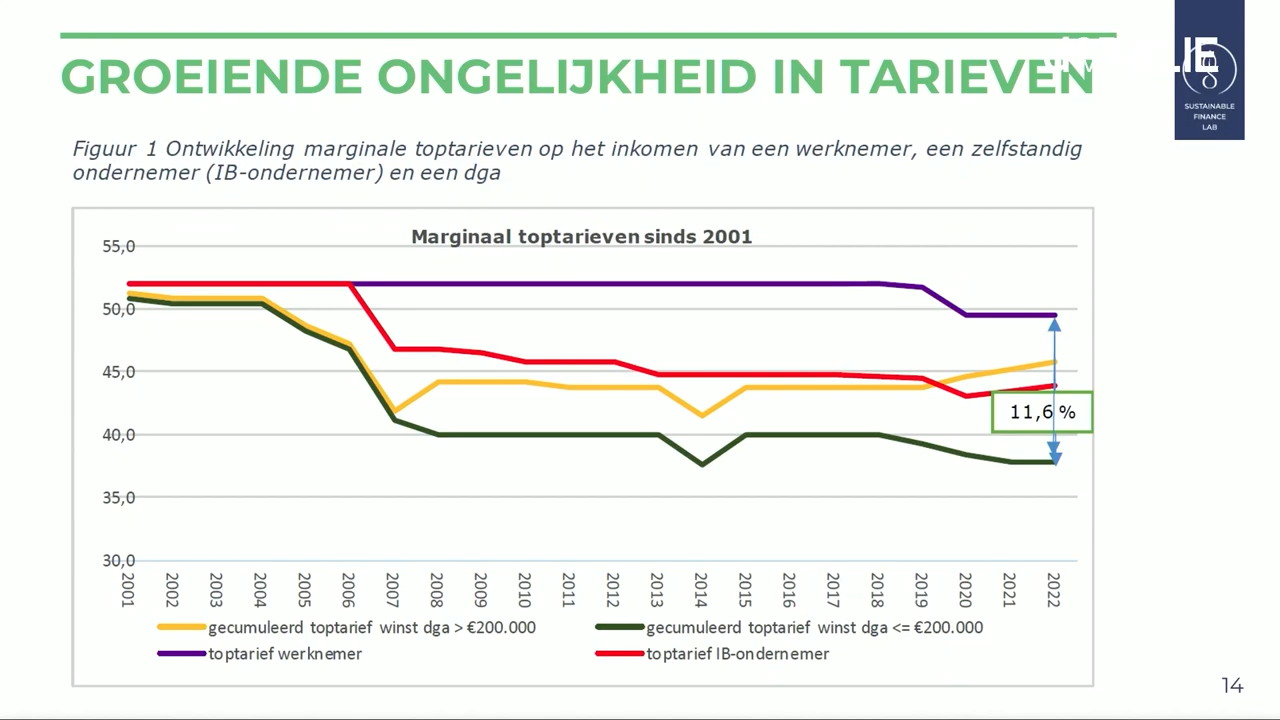 GROEIENDE ONGELIJKHEID IN TARIEVEN
SUSTAINABLE
FINANCE
LAB
Figuur 1 Ontwikkeling marginale toptarieven op het inkomen van een werknemer, een zelfstandig
ondernemer (IB-ondernemer) en een dga
Marginaal toptarieven sinds 2001
55,0
50,0
45,0
40,0
35,0
30,0
11,6 %
2001 2002 2003 2004 2005 2006 2007 2008 2009 2010 2011 2012 2013 2014 2015 2016 2017 2018 2019 2020 2021 2022
gecumuleerd toptarief winst dga > €200.000 gecumuleerd toptarief winst dga <= €200.000
toptarief werknemer toptarief IB-ondernemer
14